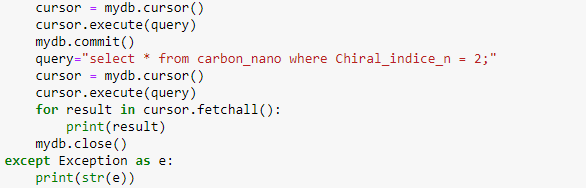 cursor = mydb.cursor()
cursor.execute(query)
mydb.commit()
query="select * from carbon_nano where Chiral_indice_n = 2;"
cursor = mydb.cursor()
cursor.execute(query)
for result in cursor.fetchall():
print(result)
mydb.close()
except Exception as e:
print(str(e))